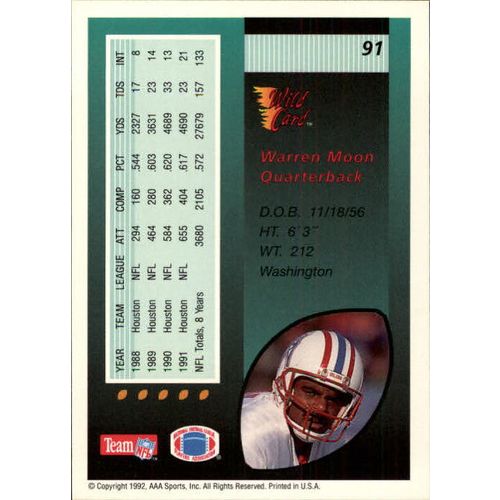 91
Wild
Card™
Warren Moon
Quarterback
D.O.B. 11/18/56
HT. 6'3"
WT. 212
Washington
YEAR TEAM LEAGUE ATT COMP PCT YDS TDS INT
1988 Houston NFL 294 160 .544 2327 17 8
1989 Houston NFL 464 280 .603 3631 23 14
1990 Houston NFL 584 362 .620 4689 33 13
1991 Houston NFL 655 404 .617 4690 23 21
NFL Totals, 8 Years 3680 2105 .572 27679 157 133
Team NFL™
© Copyright 1992, AAA Sports, Inc. All Rights Reserved. Printed in U.S.A.